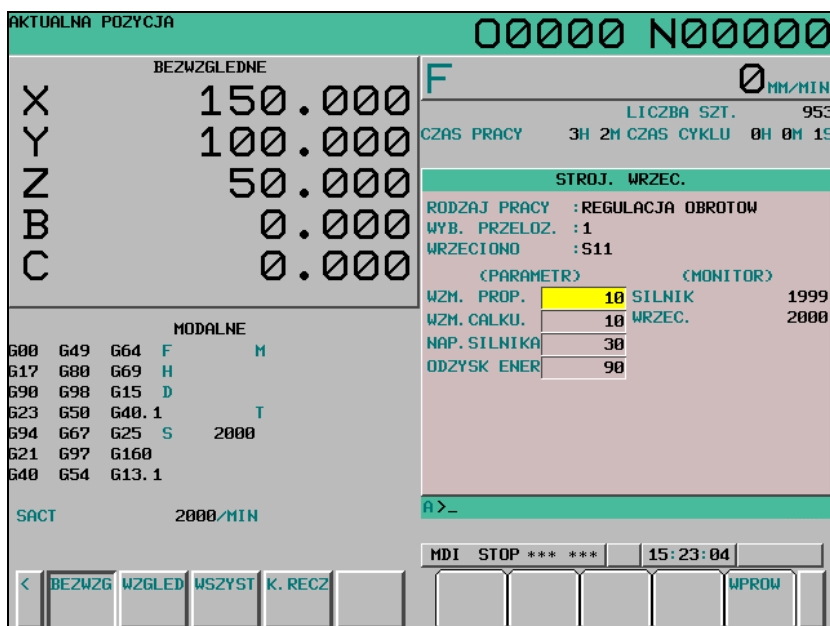 AKTUALNA POZYCJA
O0000 N00000
BEZWZGLEDNE
X 150.000
Y 100.000
Z 50.000
B 0.000
C 0.000
F 0 MM/MIN
LICZBA SZT. 953
CZAS PRACY 3H 2M CZAS CYKLU 0H 0M 1S
STROJ. WRZEC.
RODZAJ PRACY :REGULACJA OBROTOW
WYB. PRZELOZ. :1
WRZECIONO :S11
(PARAMETR) (MONITOR)
WZM. PROP. 10 SILNIK 1999
WZM.CALKU. 10 WRZEC. 2000
NAP.SILNIKA 30
ODZYSK ENER 90
MODALNE
G00 G49 G64 F M
G17 G80 G69 H
G90 G98 G15 D
G23 G50 G40.1 T
G94 G67 G25 S 2000
G21 G97 G160
G40 G54 G13.1
SACT 2000/MIN
A>_
MDI STOP *** *** 15:23:04
< BEZWZG WZGLED WSZYST K.RECZ WPROW